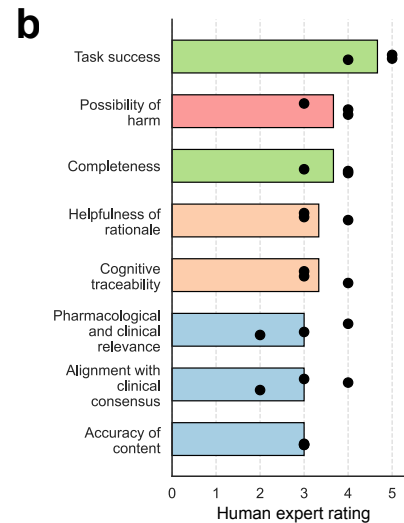 b
Task success
Possibility of
harm
Completeness
Helpfulness of
rationale
Cognitive
traceability
Pharmacological
and clinical
relevance
Alignment with
clinical
consensus
Accuracy of
content
0 1 2 3 4 5
Human expert rating